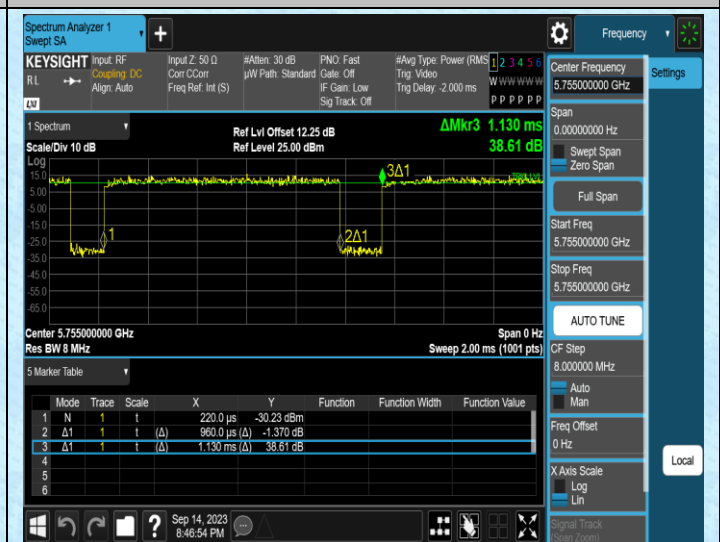 Spectrum Analyzer 1
Swept SA
Frequency
KEYSIGHT
RL
LXI
Input: RF
Coupling: DC
Align: Auto
Input Z: 50 Ω
Corr CCorr
Freq Ref: Int (S)
#Atten: 30 dB
µW Path: Standard
PNO: Fast
Gate: Off
IF Gain: Low
Sig Track: Off
#Avg Type: Power (RMS
Trig: Video
Trig Delay: -2.000 ms
1 2 3 4 5 6
W W W W W W
P P P P P P
1 Spectrum
Scale/Div 10 dB
Ref Lvl Offset 12.25 dB
Ref Level 25.00 dBm
ΔMkr3 1.130 ms
38.61 dB
Log
15.0
5.00
-5.00
-15.0
-25.0
-35.0
-45.0
-55.0
-65.0
3Δ1
1
2Δ1
Center 5.755000000 GHz
Res BW 8 MHz
Span 0 Hz
Sweep 2.00 ms (1001 pts)
5 Marker Table
Mode Trace Scale X Y Function Function Width Function Value
1 N 1 t 220.0 µs -30.23 dBm
2 Δ1 1 t (Δ) 960.0 µs (Δ) -1.370 dB
3 Δ1 1 t (Δ) 1.130 ms (Δ) 38.61 dB
4
5
6
?
Sep 14, 2023
8:46:54 PM
Center Frequency
5.755000000 GHz
Span
0.00000000 Hz
Swept Span
Zero Span
Full Span
Start Freq
5.755000000 GHz
Stop Freq
5.755000000 GHz
AUTO TUNE
CF Step
8.000000 MHz
Auto
Man
Freq Offset
0 Hz
X Axis Scale
Log
Lin
Signal Track
(Span Zoom)
Settings
Local